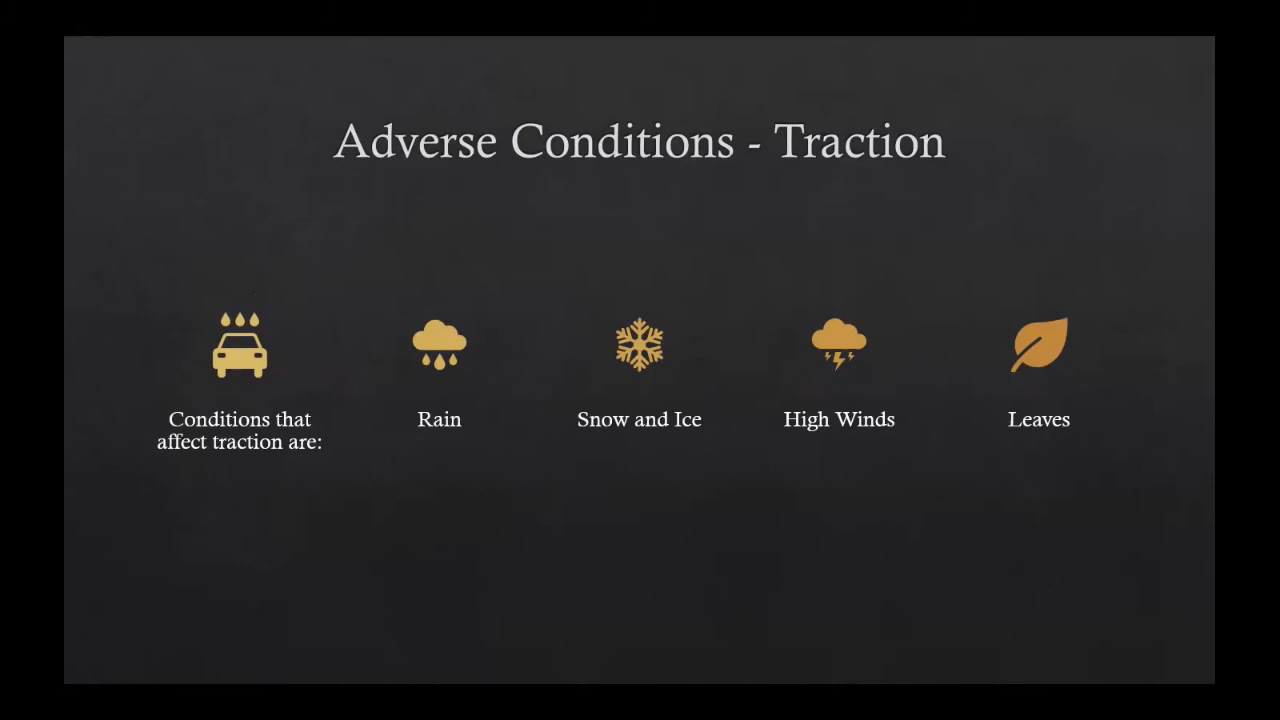 Adverse Conditions - Traction
Conditions that
affect traction are:
Rain
Snow and Ice
High Winds
Leaves